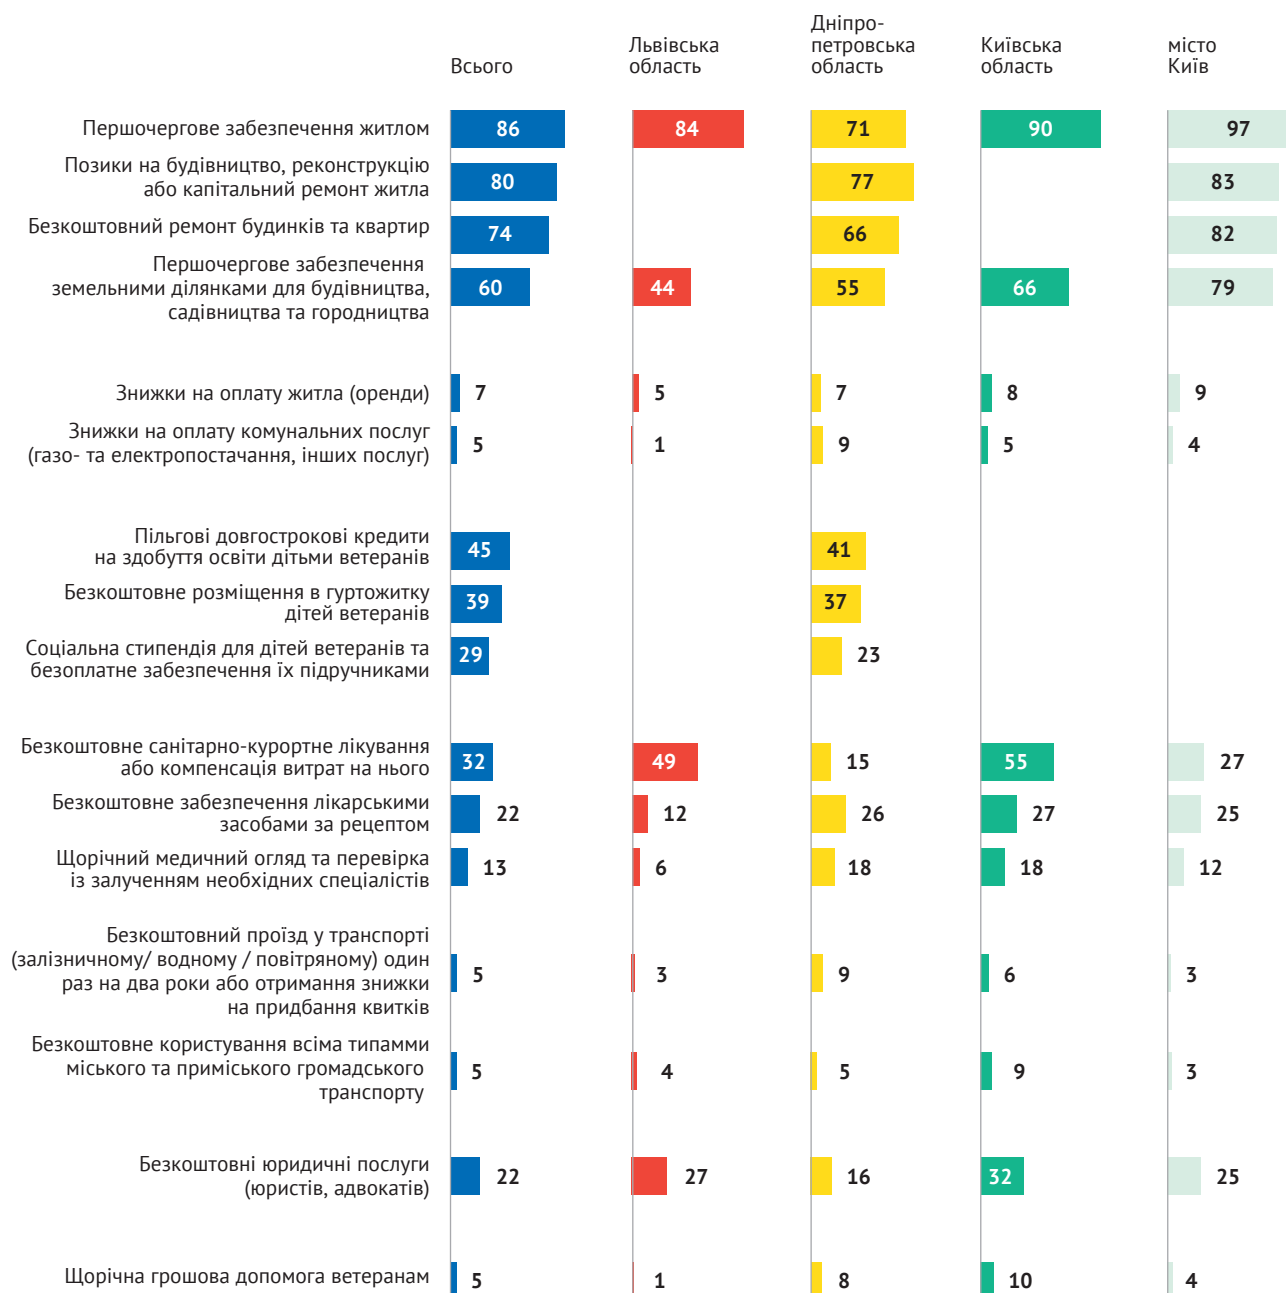 Всього
Львівська
область
Дніпро-
петровська
область
Київська
область
місто
Київ
Першочергове забезпечення житлом
86
84
71
90
97
Позики на будівництво, реконструкцію
або капітальний ремонт житла
80
77
83
Безкоштовний ремонт будинків та квартир
74
66
82
Першочергове забезпечення
земельними ділянками для будівництва,
садівництва та городництва
60
44
55
66
79
Знижки на оплату житла (оренди)
7
5
7
8
9
Знижки на оплату комунальних послуг
(газо- та електропостачання, інших послуг)
5
1
9
5
4
Пільгові довгострокові кредити
на здобуття освіти дітьми ветеранів
45
41
Безкоштовне розміщення в гуртожитку
дітей ветеранів
39
37
Соціальна стипендія для дітей ветеранів та
безоплатне забезпечення їх підручниками
29
23
Безкоштовне санітарно-курортне лікування
або компенсація витрат на нього
32
49
15
55
27
Безкоштовне забезпечення лікарськими
засобами за рецептом
22
12
26
27
25
Щорічний медичний огляд та перевірка
із залученням необхідних спеціалістів
13
6
18
18
12
Безкоштовний проїзд у транспорті
(залізничному/ водному / повітряному) один
раз на два роки або отримання знижки
на придбання квитків
5
3
9
6
3
Безкоштовне користування всіма типамми
міського та приміського громадського
транспорту
5
4
5
9
3
Безкоштовні юридичні послуги
(юристів, адвокатів)
22
27
16
32
25
Щорічна грошова допомога ветеранам
5
1
8
10
4